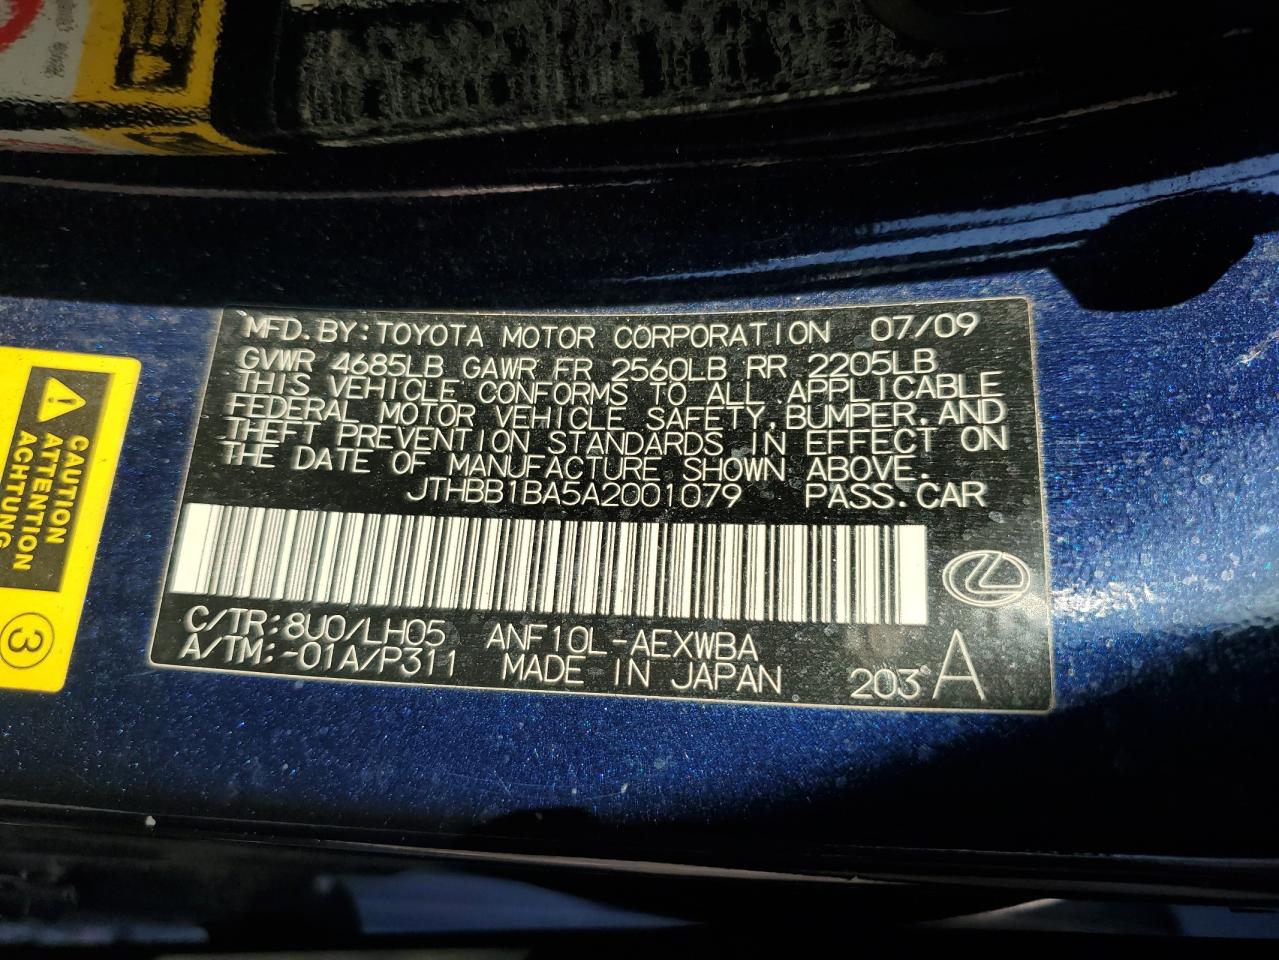 MFD.BY:TOYOTA MOTOR CORPORATION 07/09
GVWR 4685LB GAWR FR 2560LB RR 2205LB
THIS VEHICLE CONFORMS TO ALL APPLICABLE
FEDERAL MOTOR VEHICLE SAFETY,BUMPER,AND
THEFT PREVENTION STANDARDS IN EFFECT ON
THE DATE OF MANUFACTURE SHOWN ABOVE.
JTHBB1BA5A2001079 PASS.CAR
C/TR:8U0/LH05 ANF10L-AEXWBA
A/TM:-01A/P311 MADE IN JAPAN 203 A
CAUTION
ATTENTION
ACHTUNG
3